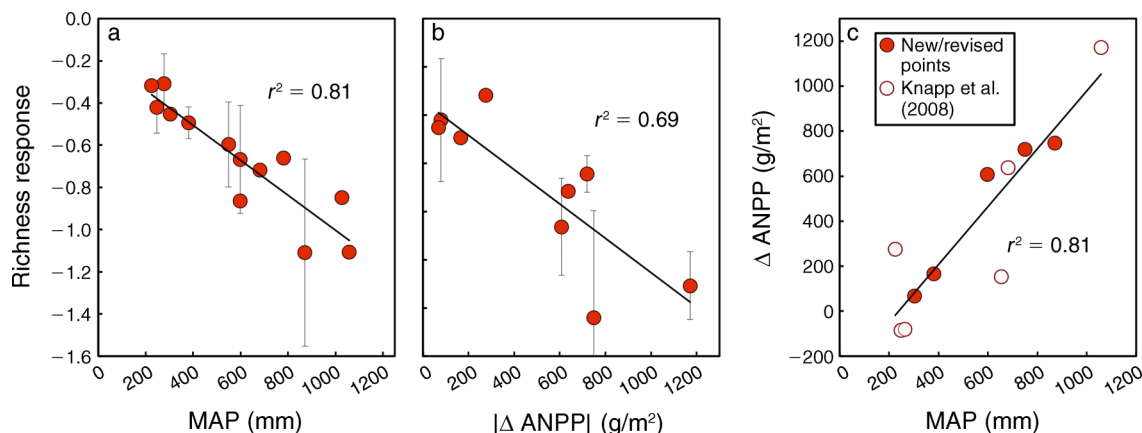 a
r² = 0.81
Richness response
0.0
−0.2
−0.4
−0.6
−0.8
−1.0
−1.2
−1.4
−1.6
0
200
400
600
800
1000
1200
MAP (mm)
b
r² = 0.69
0
200
400
600
800
1000
1200
|Δ ANPP| (g/m²)
c
New/revised
points
Knapp et al.
(2008)
r² = 0.81
Δ ANPP (g/m²)
1200
1000
800
600
400
200
0
−200
0
200
400
600
800
1000
1200
MAP (mm)